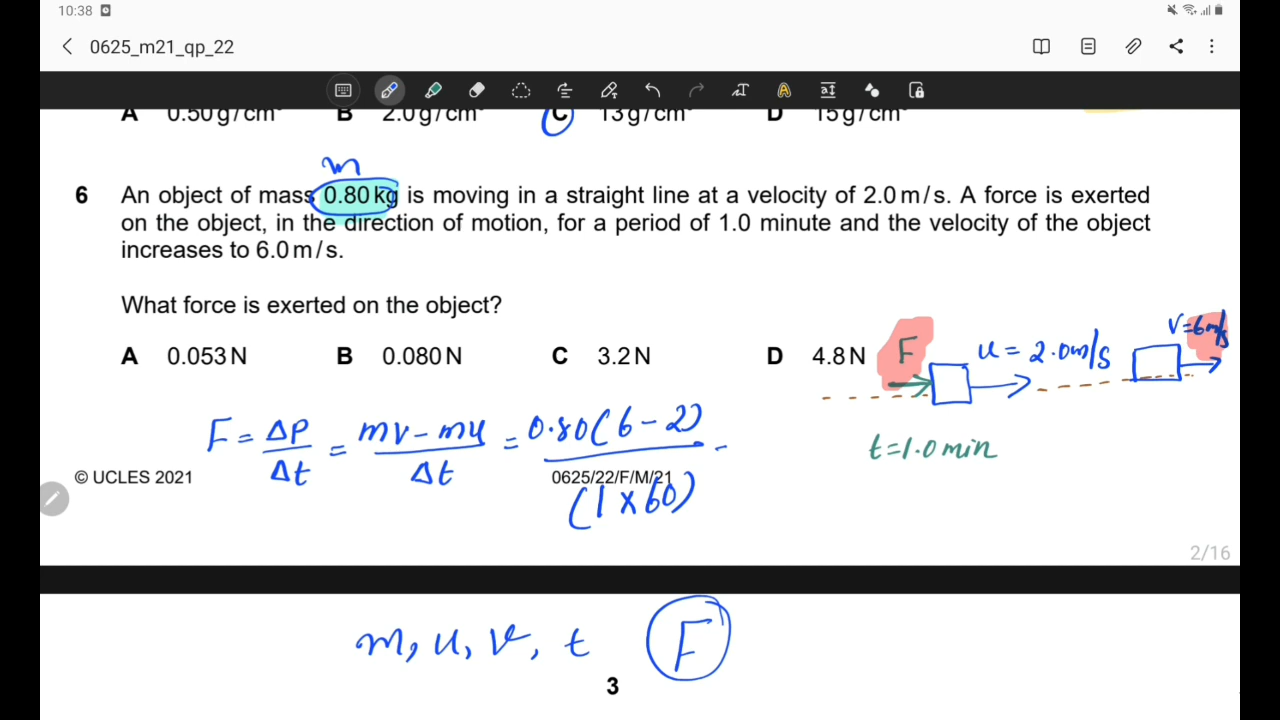 10:38
0625_m21_qp_22
A 0.50 g/cm³ B 2.0 g/cm³ C 13 g/cm³ D 15 g/cm³
m
6 An object of mass 0.80 kg is moving in a straight line at a velocity of 2.0 m/s. A force is exerted
on the object, in the direction of motion, for a period of 1.0 minute and the velocity of the object
increases to 6.0 m/s.
What force is exerted on the object?
A 0.053 N B 0.080 N C 3.2 N D 4.8 N
F u = 2.0m/s v=6m/s
F = Δp/Δt = mv - mu/Δt = 0.80(6-2)/(1×60) =
t=1.0 min
© UCLES 2021 0625/22/F/M/21
2/16
m, u, v, t F
3